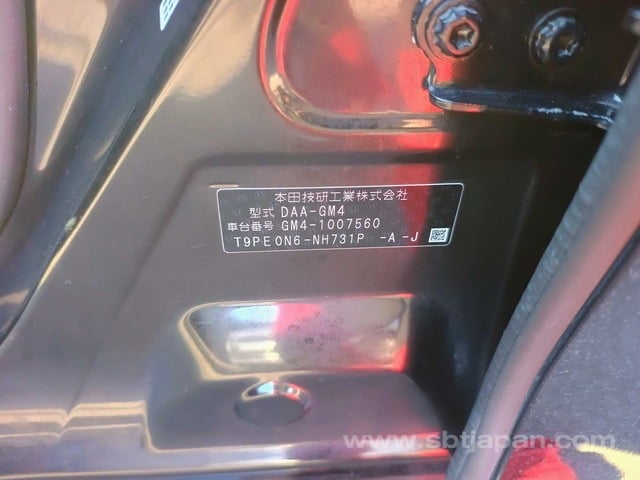 本田技研工業株式会社
型式 DAA-GM4
車台番号 GM4-1007560
T9PE0N6-NH731P -A -J
www.sbtjapan.com